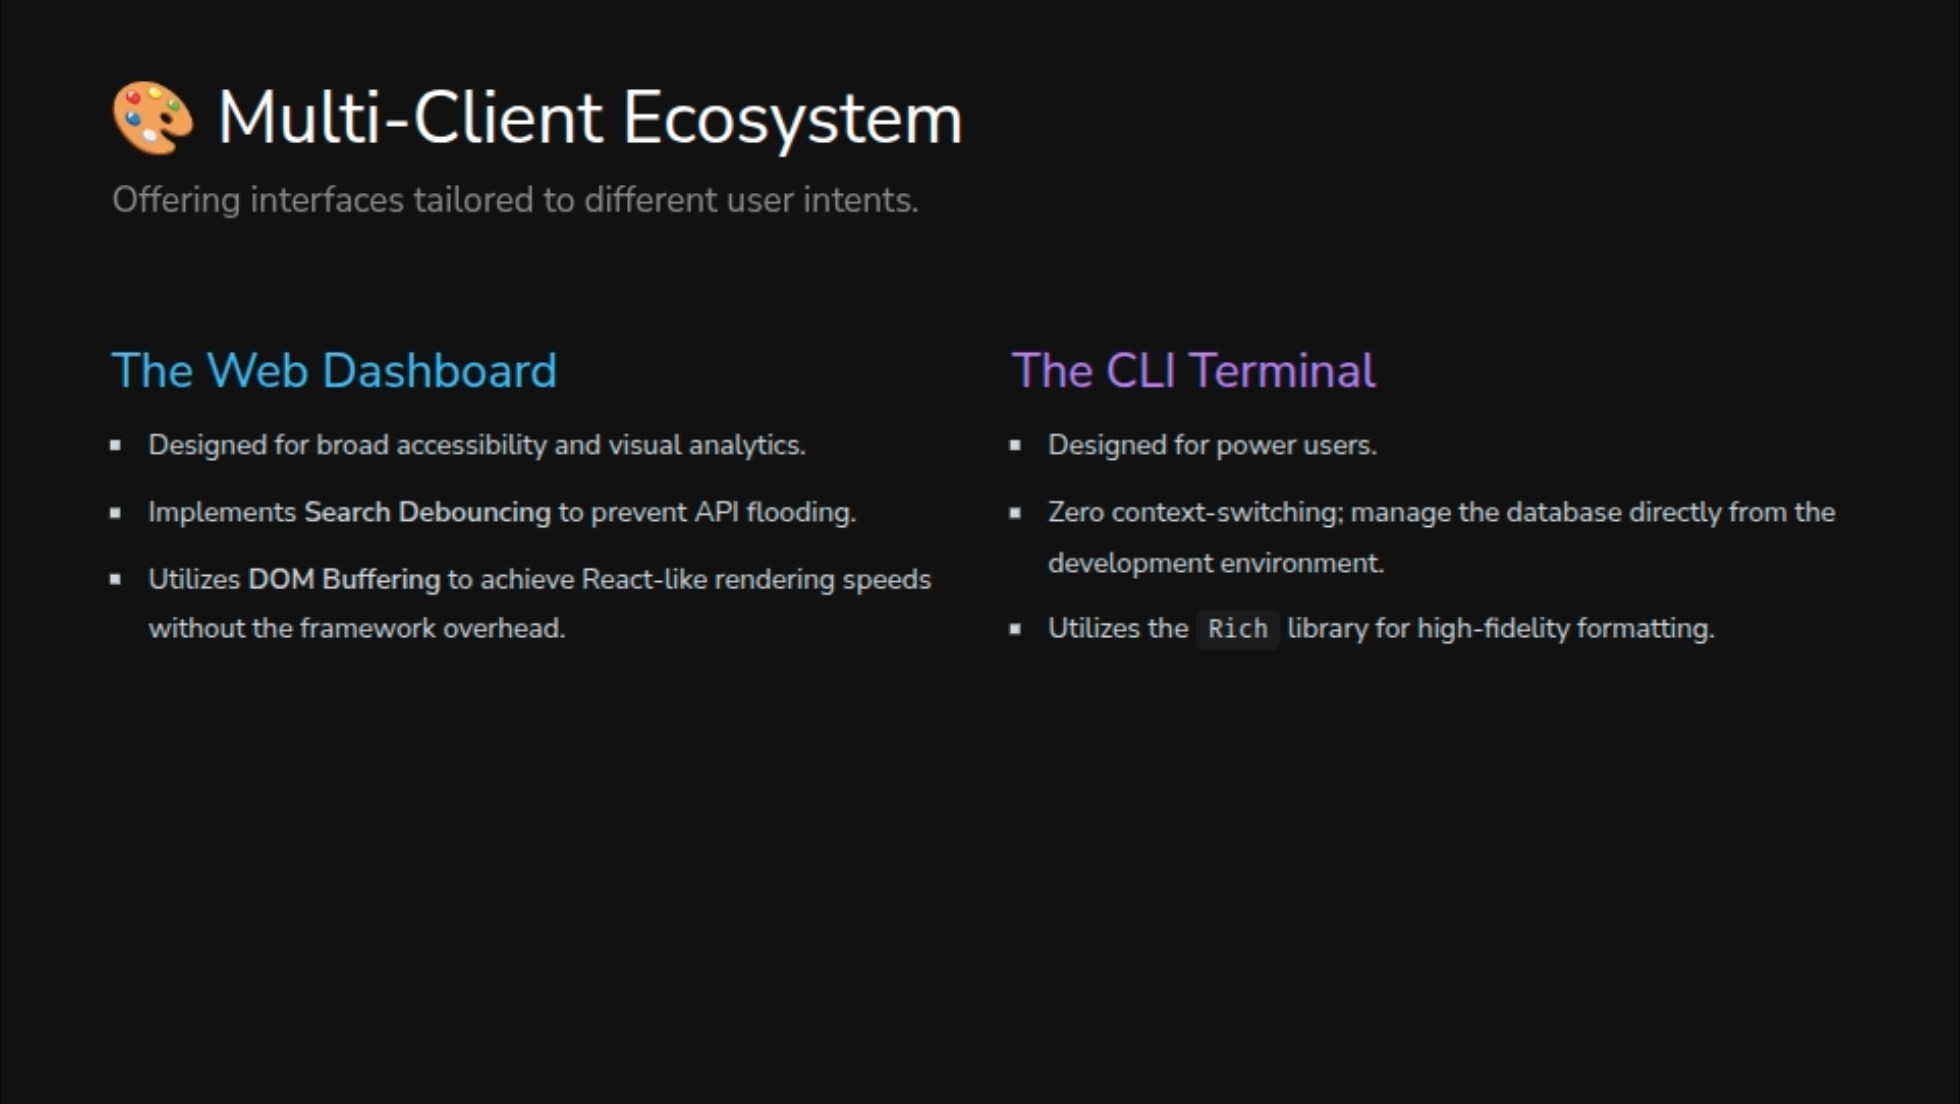 Multi-Client Ecosystem
Offering interfaces tailored to different user intents.
The Web Dashboard
Designed for broad accessibility and visual analytics.
Implements Search Debouncing to prevent API flooding.
Utilizes DOM Buffering to achieve React-like rendering speeds
without the framework overhead.
The CLI Terminal
Designed for power users.
Zero context-switching; manage the database directly from the
development environment.
Utilizes the Rich library for high-fidelity formatting.